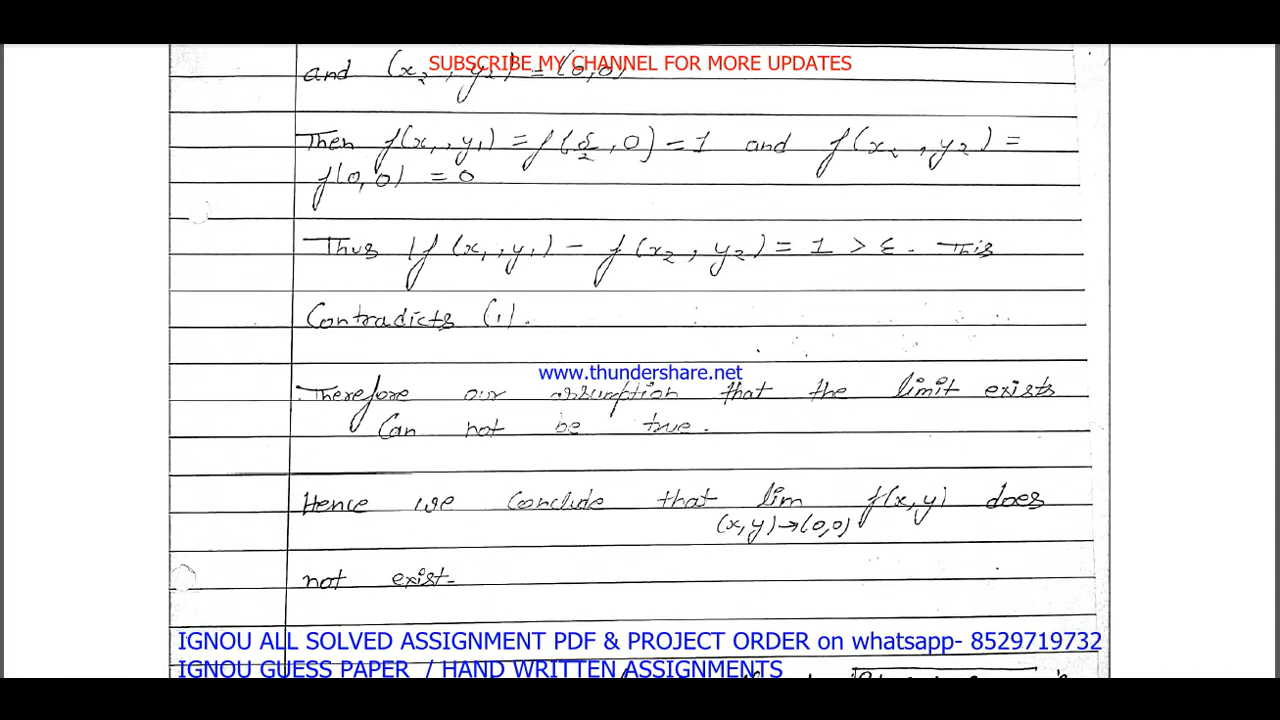 SUBSCRIBE MY CHANNEL FOR MORE UPDATES
and (x₂, y₂) = (0,0)
Then f(x₁, y₁) = f(δ/2, 0) = 1 and f(x₂, y₂) =
f(0, 0) = 0
Thus |f(x₁, y₁) - f(x₂, y₂) = 1 > ε. This
Contradicts (1).
www.thundershare.net
Therefore our assumption that the limit exists
Can not be true.
Hence we conclude that lim f(x,y) does
(x,y)→(0,0)
not exist-
IGNOU ALL SOLVED ASSIGNMENT PDF & PROJECT ORDER on whatsapp- 8529719732
IGNOU GUESS PAPER / HAND WRITTEN ASSIGNMENTS